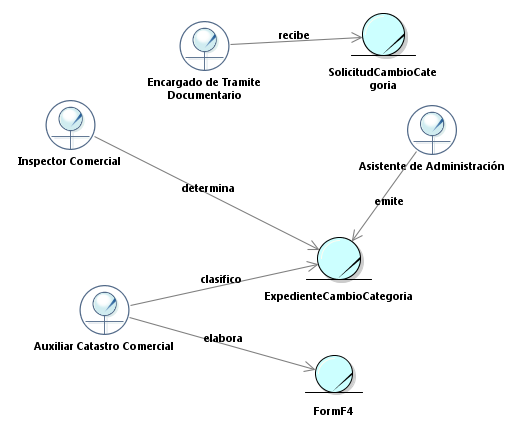 recibe
Encargado de Tramite
Documentario
SolicitudCambioCate
goria
Inspector Comercial
Asistente de Administración
determina
emite
clasifico
ExpedienteCambioCategoria
Auxiliar Catastro Comercial
elabora
FormF4